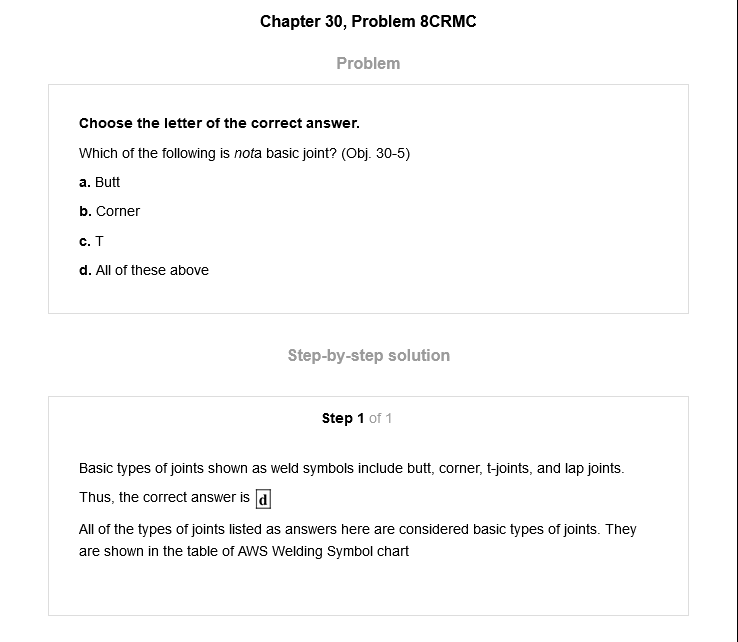 Chapter 30, Problem 8CRMC
Problem
Choose the letter of the correct answer.
Which of the following is nota basic joint? (Obj. 30-5)
a. Butt
b. Corner
c. T
d. All of these above
Step-by-step solution
Step 1 of 1
Basic types of joints shown as weld symbols include butt, corner, t-joints, and lap joints.
Thus, the correct answer is d
All of the types of joints listed as answers here are considered basic types of joints. They
are shown in the table of AWS Welding Symbol chart